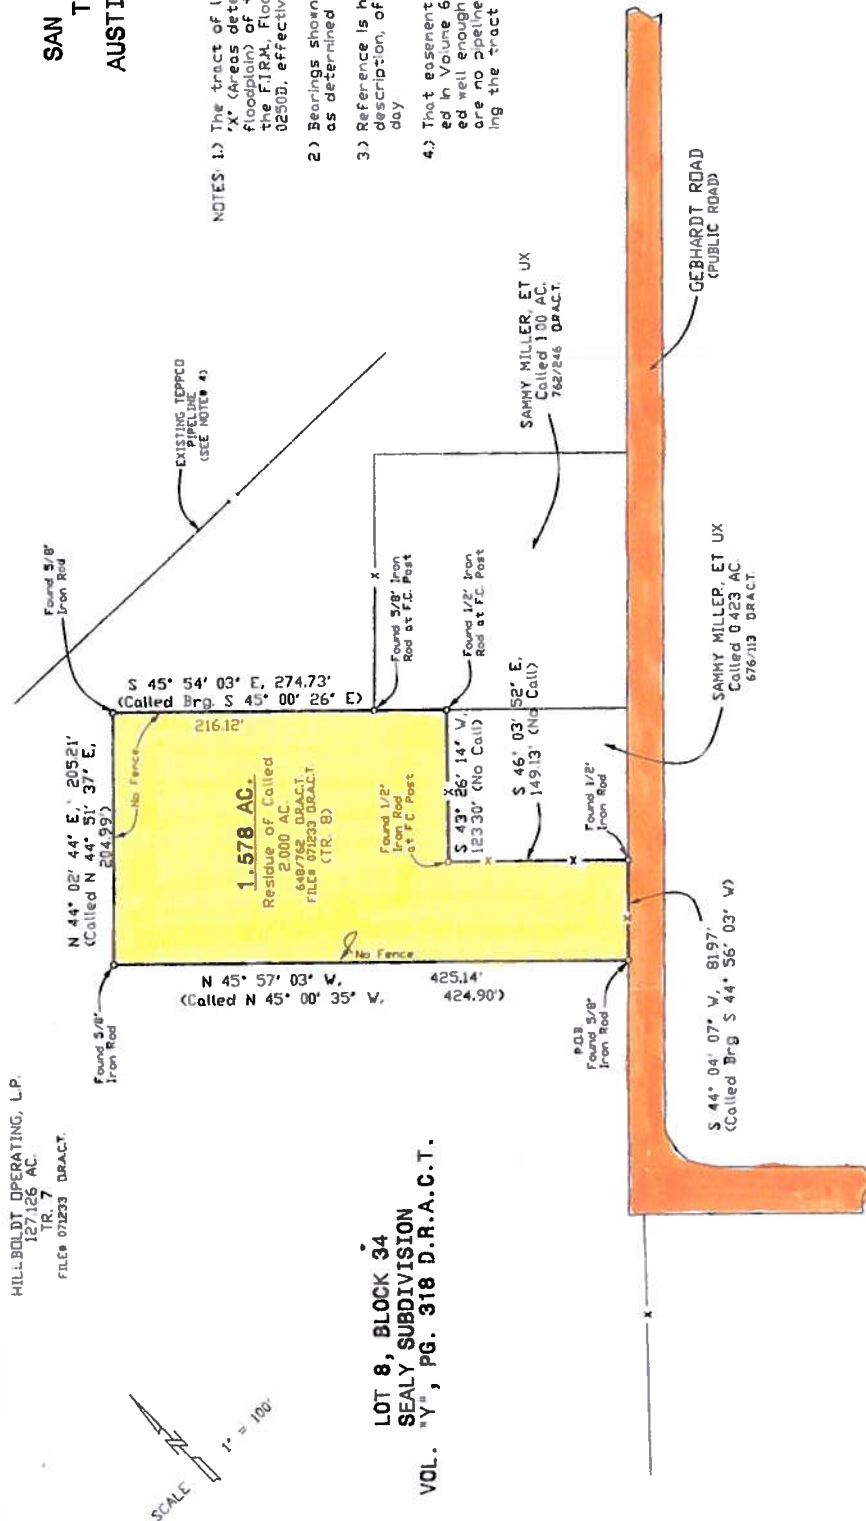 SAN
T
AUSTI
NOTES: 1.) The tract of l
"X" (Areas dete
floodplain) of t
the F.I.R.M., Floo
0250D, effectiv
2) Bearings shown
as determined
3.) Reference is h
description, of
day
4.) That easement
ed in Volume 6
ed well enough
are no pipeline
ing the tract
EXISTING TEPPCO
PIPELINE
(SEE NOTE# 4)
Found 5/8"
Iron Rod
S 45° 54' 03" E, 274.73'
(Called Brg. S 45° 00' 26" E)
216.12'
N 44° 02' 44" E, 205.21'
(Called N 44° 51' 37" E,
204.99')
No Fence
1.578 AC.
Residue of Called
2.000 AC.
648/762 D.R.A.C.T.
FILE# 071233 D.R.A.C.T.
(TR. 8)
Found 5/8" Iron
Rod at F.C. Post
Found 1/2" Iron
Rod at F.C. Post
Found 1/2"
Iron Rod
at F.C. Post
S 43° 26' 14" W,
123.30' (No Call)
S 46° 03' 52" E,
149.13' (No Call)
Found 1/2"
Iron Rod
SAMMY MILLER, ET UX
Called 1.00 AC.
762/246 D.R.A.C.T.
SAMMY MILLER, ET UX
Called 0.423 AC.
676/113 D.R.A.C.T.
GEBHARDT ROAD
(PUBLIC ROAD)
No Fence
N 45° 57' 03" W, 425.14'
(Called N 45° 00' 35" W, 424.90')
Found 5/8"
Iron Rod
P.O.B.
Found 5/8"
Iron Rod
S 44° 04' 07" W, 81.97'
(Called Brg S 44° 56' 03" W)
HILLBOLDT OPERATING, L.P.
127.126 AC.
TR. 7
FILE# 071233 D.R.A.C.T.
LOT 8, BLOCK 34
SEALY SUBDIVISION
VOL. "Y", PG. 318 D.R.A.C.T.
SCALE 1" = 100'